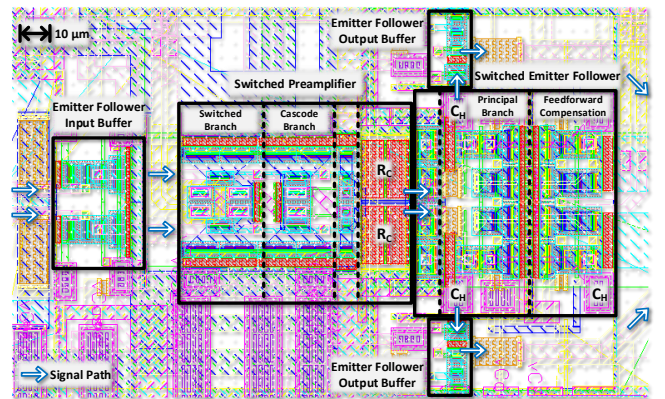 Emitter Follower
Output Buffer
10 µm
Switched Preamplifier
Switched Emitter Follower
Emitter Follower
Input Buffer
Switched
Branch
Cascode
Branch
C_H
Principal
Branch
Feedforward
Compensation
R_C
R_C
C_H
C_H
Signal Path
Emitter Follower
Output Buffer